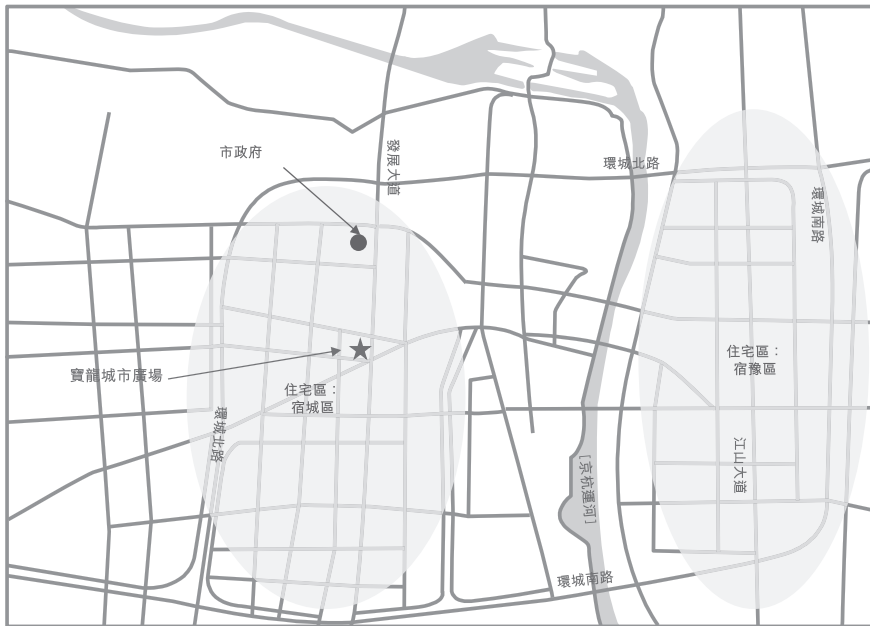 市政府
發展大道
環城北路
環城南路
寶龍城市廣場
住宅區：
宿城區
住宅區：
宿豫區
環城北路
江山大道
[京杭運河]
環城南路